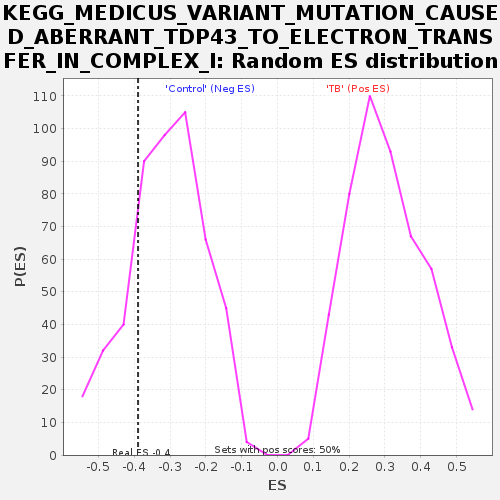 KEGG_MEDICUS_VARIANT_MUTATION_CAUSE
D_ABERRANT_TDP43_TO_ELECTRON_TRANS
FER_IN_COMPLEX_I: Random ES distribution
'Control' (Neg ES) 'TB' (Pos ES)
110
100
90
80
70
60
50
40
30
20
10
0
P(ES)
Real ES -0.4
Sets with pos scores: 50%
-0.5 -0.4 -0.3 -0.2 -0.1 0.0 0.1 0.2 0.3 0.4 0.5
ES